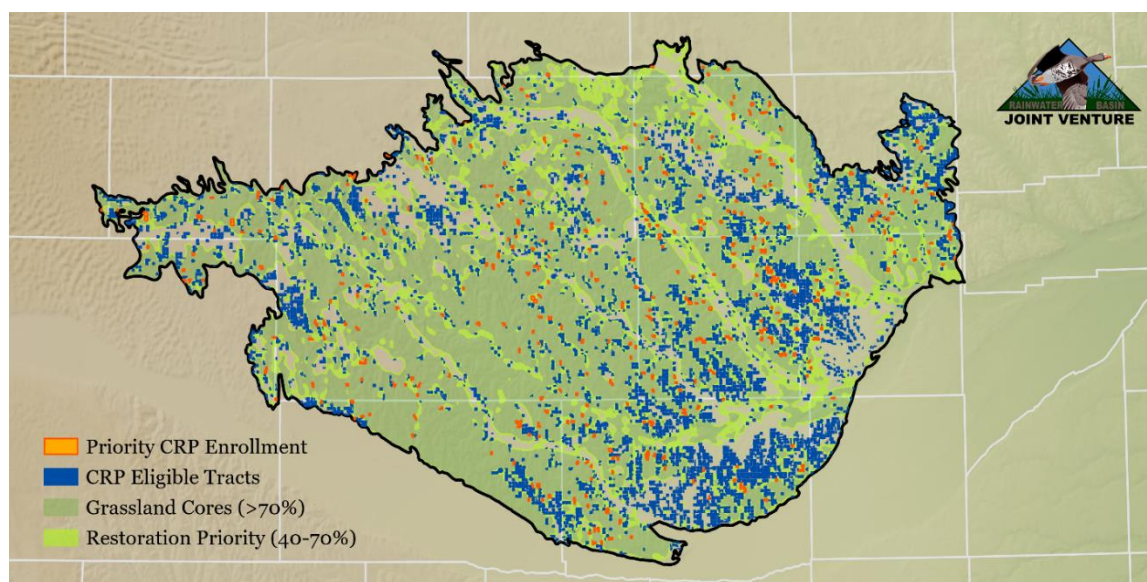 RAINWATER BASIN
JOINT VENTURE
Priority CRP Enrollment
CRP Eligible Tracts
Grassland Cores (>70%)
Restoration Priority (40-70%)